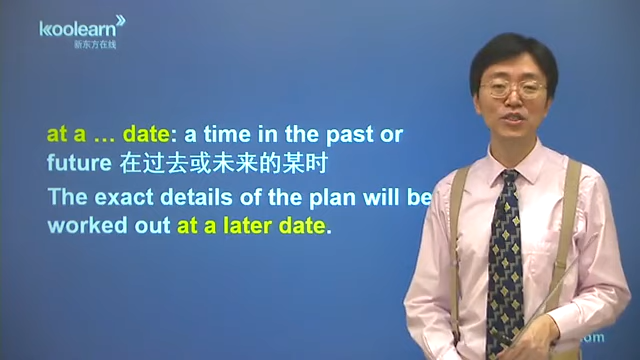 koolearn
新东方在线
at a … date: a time in the past or
future 在过去或未来的某时
The exact details of the plan will be
worked out at a later date.
.com